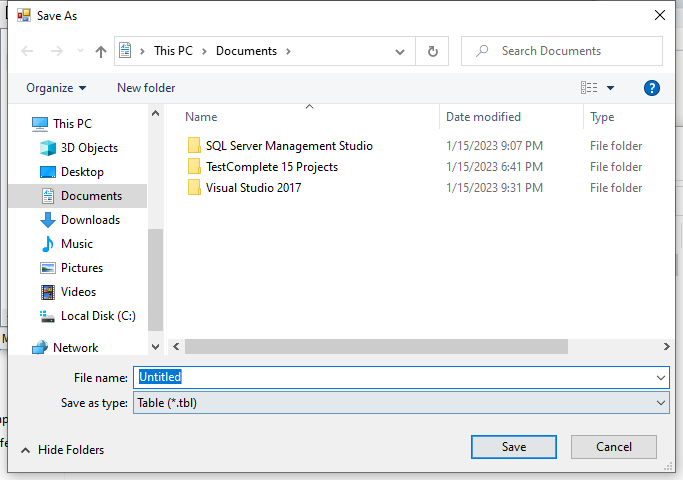 Save As
This PC > Documents >
Search Documents
Organize
New folder
Name Date modified Type
This PC
3D Objects
Desktop
Documents
Downloads
Music
Pictures
Videos
Local Disk (C:)
Network
SQL Server Management Studio 1/15/2023 9:07 PM File folder
TestComplete 15 Projects 1/15/2023 6:41 PM File folder
Visual Studio 2017 1/15/2023 9:31 PM File folder
File name: Untitled
Save as type: Table (*.tbl)
Hide Folders
Save
Cancel